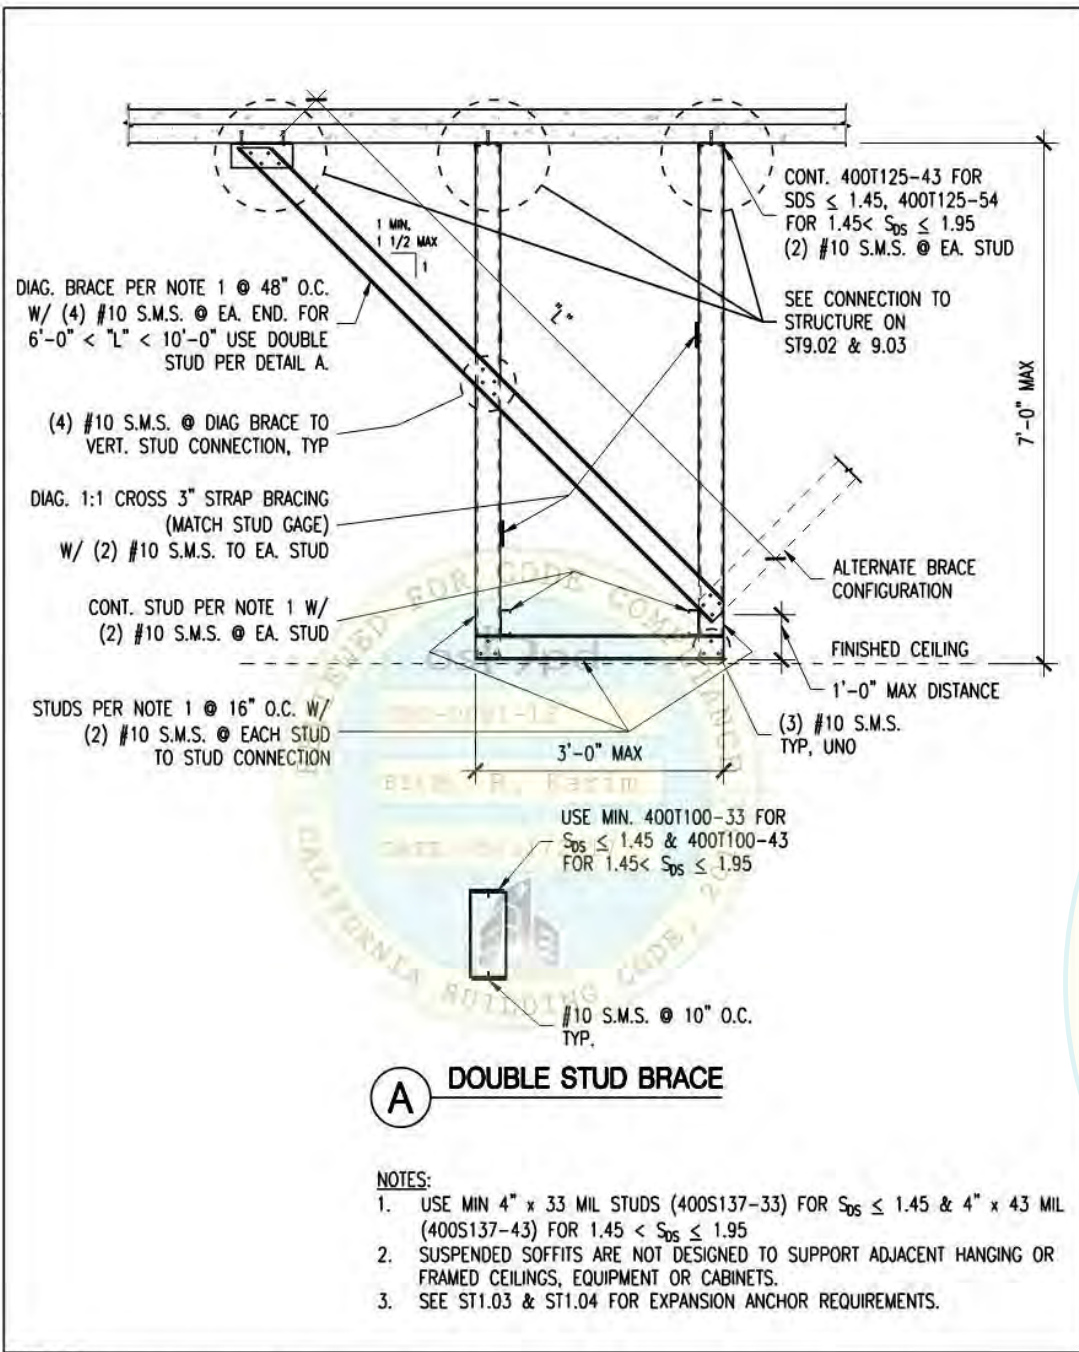 CONT. 400T125-43 FOR
SDS ≤ 1.45, 400T125-54
FOR 1.45< SDS ≤ 1.95
(2) #10 S.M.S. @ EA. STUD
1 MIN.
1 1/2 MAX
1
DIAG. BRACE PER NOTE 1 @ 48" O.C.
W/ (4) #10 S.M.S. @ EA. END. FOR
6'-0" < "L" < 10'-0" USE DOUBLE
STUD PER DETAIL A.
"L"
SEE CONNECTION TO
STRUCTURE ON
ST9.02 & 9.03
7'-0" MAX
(4) #10 S.M.S. @ DIAG BRACE TO
VERT. STUD CONNECTION, TYP
DIAG. 1:1 CROSS 3" STRAP BRACING
(MATCH STUD GAGE)
W/ (2) #10 S.M.S. TO EA. STUD
ALTERNATE BRACE
CONFIGURATION
CONT. STUD PER NOTE 1 W/
(2) #10 S.M.S. @ EA. STUD
FINISHED CEILING
1'-0" MAX DISTANCE
STUDS PER NOTE 1 @ 16" O.C. W/
(2) #10 S.M.S. @ EACH STUD
TO STUD CONNECTION
(3) #10 S.M.S.
TYP, UNO
3'-0" MAX
FOR CODE COMPLIANCE
CALIFORNIA BUILDING CODE,
USE MIN. 400T100-33 FOR
SDS ≤ 1.45 & 400T100-43
FOR 1.45< SDS ≤ 1.95
#10 S.M.S. @ 10" O.C.
TYP.
A DOUBLE STUD BRACE
NOTES:
1. USE MIN 4" x 33 MIL STUDS (400S137-33) FOR SDS ≤ 1.45 & 4" x 43 MIL
(400S137-43) FOR 1.45 < SDS ≤ 1.95
2. SUSPENDED SOFFITS ARE NOT DESIGNED TO SUPPORT ADJACENT HANGING OR
FRAMED CEILINGS, EQUIPMENT OR CABINETS.
3. SEE ST1.03 & ST1.04 FOR EXPANSION ANCHOR REQUIREMENTS.